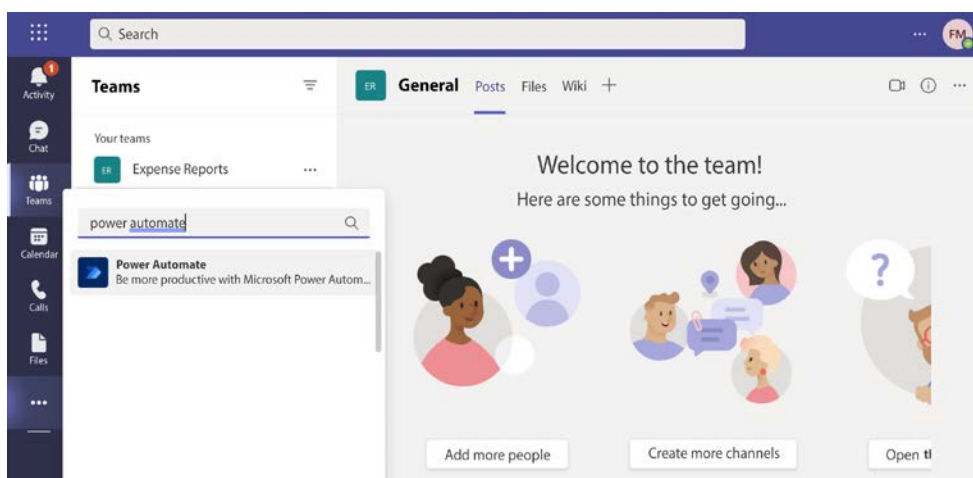 Search
...
FM
1
Activity
Chat
Teams
Calendar
Calls
Files
...
Teams
Your teams
ER Expense Reports ...
power automate
Power Automate
Be more productive with Microsoft Power Autom...
ER General Posts Files Wiki +
...
Welcome to the team!
Here are some things to get going...
+
?
Add more people
Create more channels
Open tl